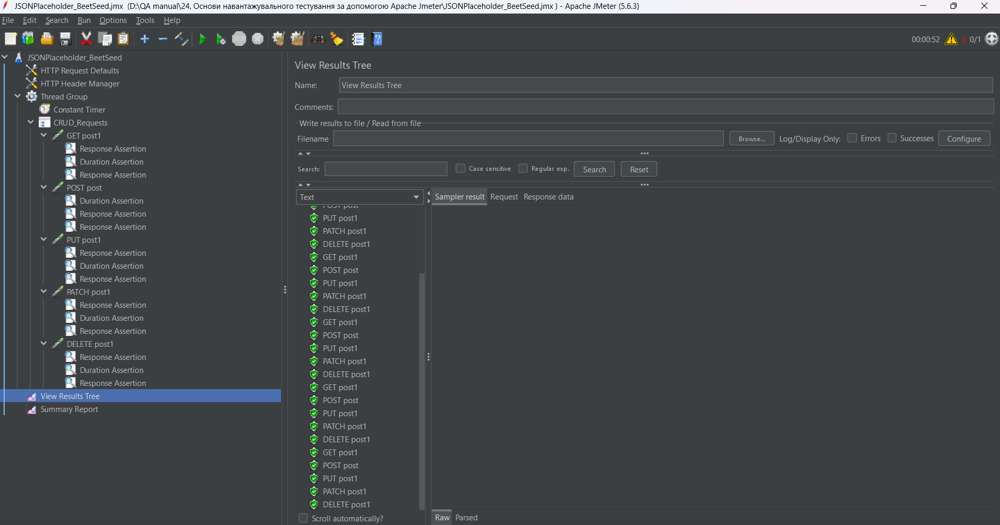 JSONPlaceholder_BeetSeed.jmx (D:\QA manual\24. Основи навантажувального тестування за допомогою Apache Jmeter\JSONPlaceholder_BeetSeed.jmx ) - Apache JMeter (5.6.3)
File Edit Search Run Options Tools Help
STOP
00:00:52 5 0/1
JSONPlaceholder_BeetSeed
HTTP Request Defaults
HTTP Header Manager
Thread Group
Constant Timer
CRUD_Requests
GET post1
Response Assertion
Duration Assertion
Response Assertion
POST post
Duration Assertion
Response Assertion
Response Assertion
PUT post1
Response Assertion
Duration Assertion
Response Assertion
PATCH post1
Response Assertion
Duration Assertion
Response Assertion
DELETE post1
Response Assertion
Duration Assertion
Response Assertion
View Results Tree
Summary Report
View Results Tree
Name: View Results Tree
Comments:
Write results to file / Read from file
Filename Browse... Log/Display Only: Errors Successes Configure
Search: Case sensitive Regular exp. Search Reset
Text
Sampler result Request Response data
POST post
PUT post1
PATCH post1
DELETE post1
GET post1
POST post
PUT post1
PATCH post1
DELETE post1
GET post1
POST post
PUT post1
PATCH post1
DELETE post1
GET post1
POST post
PUT post1
PATCH post1
DELETE post1
GET post1
POST post
PUT post1
PATCH post1
DELETE post1
Scroll automatically?
Raw Parsed